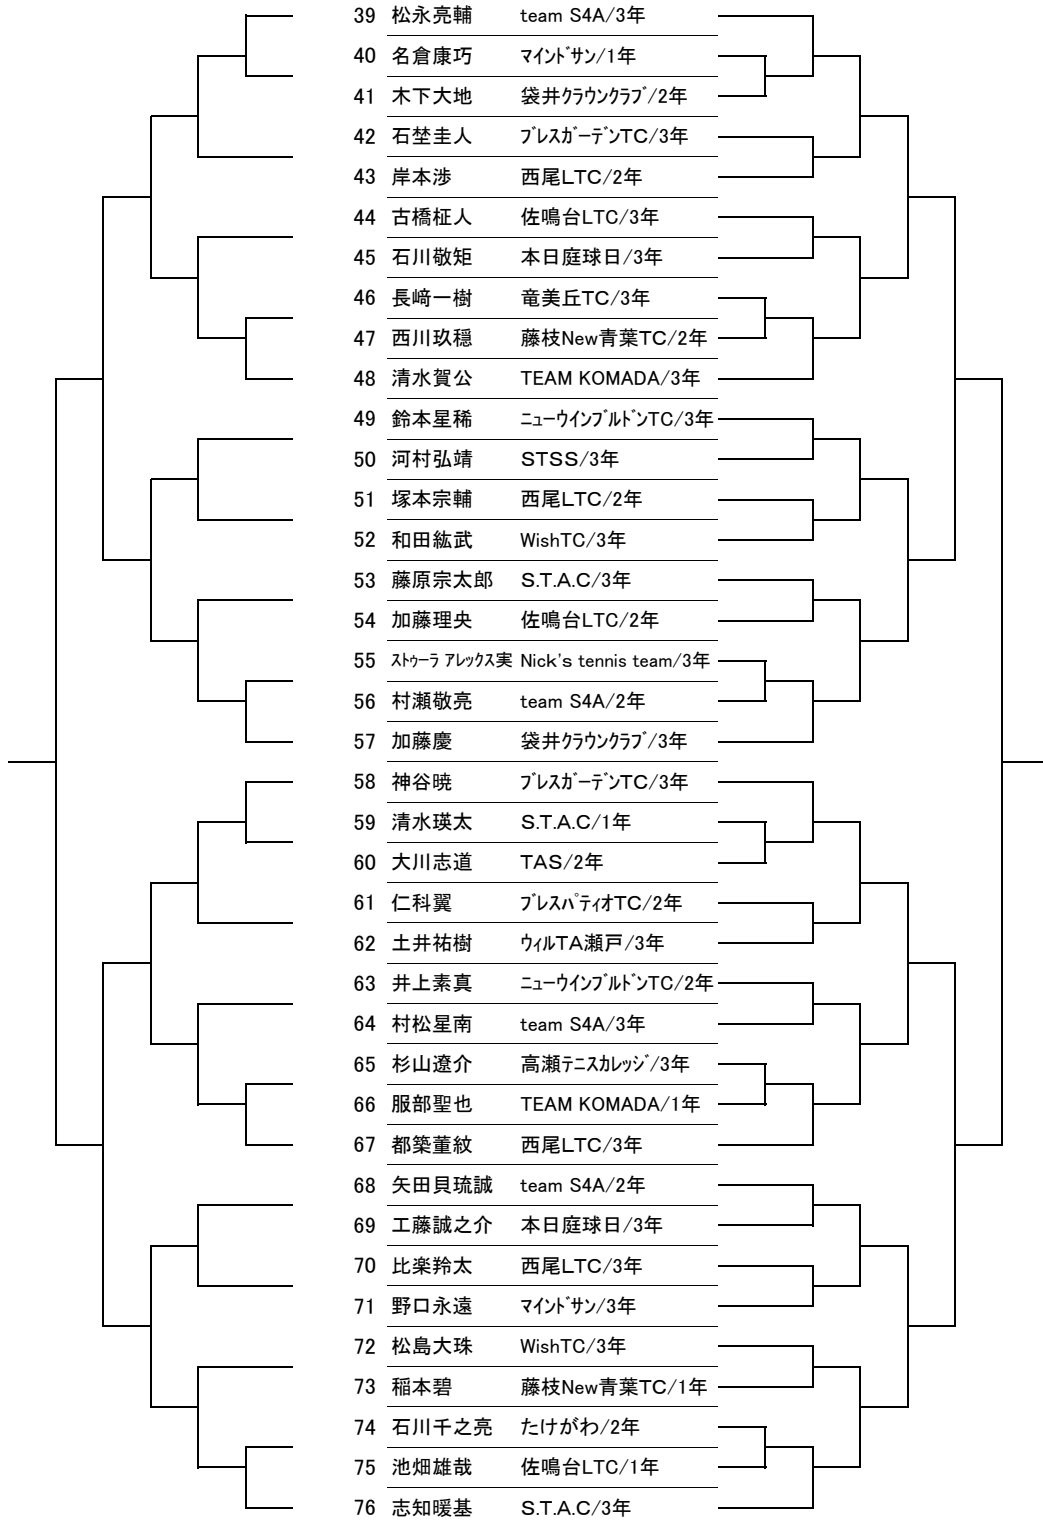 39 松永亮輔 team S4A/3年
40 名倉康巧 ﾏｲﾝﾄﾞｻﾝ/1年
41 木下大地 袋井ｸﾗｳﾝｸﾗﾌﾞ/2年
42 石埜圭人 ﾌﾞﾚｽｶﾞｰﾃﾞﾝTC/3年
43 岸本渉 西尾LTC/2年
44 古橋柾人 佐鳴台LTC/3年
45 石川敬矩 本日庭球日/3年
46 長﨑一樹 竜美丘TC/3年
47 西川玖穏 藤枝New青葉TC/2年
48 清水賀公 TEAM KOMADA/3年
49 鈴本星稀 ﾆｭｰウインﾌﾞﾙﾄﾞﾝTC/3年
50 河村弘靖 STSS/3年
51 塚本宗輔 西尾LTC/2年
52 和田紘武 WishTC/3年
53 藤原宗太郎 S.T.A.C/3年
54 加藤理央 佐鳴台LTC/2年
55 ｽﾄｩｰﾗ ｱﾚｯｸｽ実 Nick's tennis team/3年
56 村瀬敬亮 team S4A/2年
57 加藤慶 袋井ｸﾗｳﾝｸﾗﾌﾞ/3年
58 神谷暁 ﾌﾞﾚｽｶﾞｰﾃﾞﾝTC/3年
59 清水瑛太 S.T.A.C/1年
60 大川志道 TAS/2年
61 仁科翼 ﾌﾞﾚｽﾊﾟﾃｨｵTC/2年
62 土井祐樹 ｳｨﾙTA瀬戸/3年
63 井上素真 ﾆｭｰウインﾌﾞﾙﾄﾞﾝTC/2年
64 村松星南 team S4A/3年
65 杉山遼介 高瀬ﾃﾆｽｶﾚｯｼﾞ/3年
66 服部聖也 TEAM KOMADA/1年
67 都築董紋 西尾LTC/3年
68 矢田貝琉誠 team S4A/2年
69 工藤誠之介 本日庭球日/3年
70 比楽羚太 西尾LTC/3年
71 野口永遠 ﾏｲﾝﾄﾞｻﾝ/3年
72 松島大珠 WishTC/3年
73 稲本碧 藤枝New青葉TC/1年
74 石川千之亮 たけがわ/2年
75 池畑雄哉 佐鳴台LTC/1年
76 志知暖基 S.T.A.C/3年